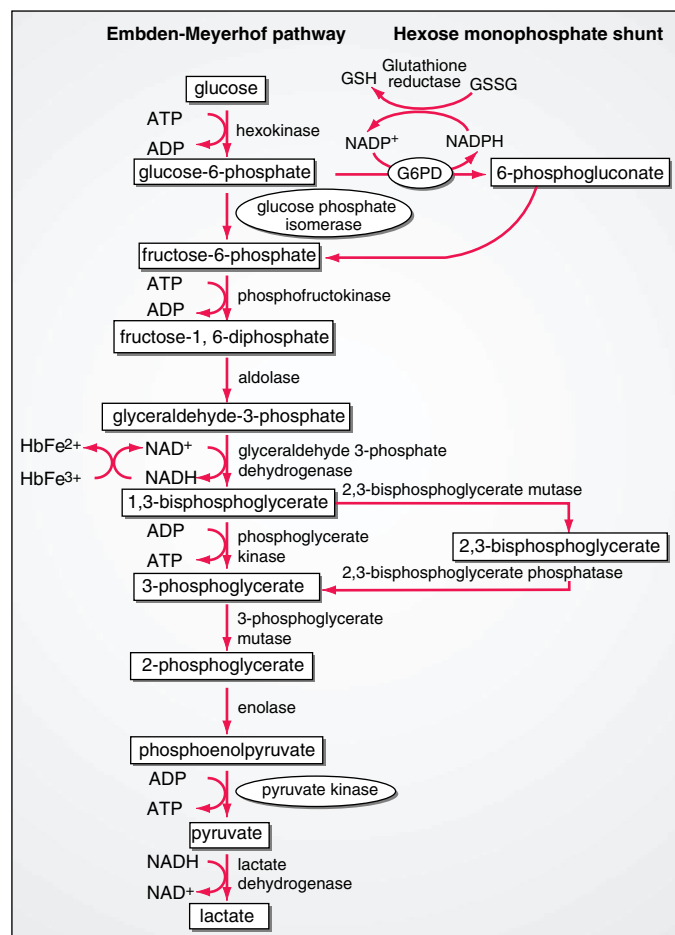 Embden-Meyerhof pathway
Hexose monophosphate shunt
Glutathione
reductase
GSH
GSSG
glucose
ATP
hexokinase
ADP
NADP+
NADPH
glucose-6-phosphate
G6PD
6-phosphogluconate
glucose phosphate
isomerase
fructose-6-phosphate
ATP
phosphofructokinase
ADP
fructose-1, 6-diphosphate
aldolase
glyceraldehyde-3-phosphate
HbFe2+
NAD+
glyceraldehyde 3-phosphate
dehydrogenase
HbFe3+
NADH
1,3-bisphosphoglycerate
2,3-bisphosphoglycerate mutase
ADP
phosphoglycerate
kinase
ATP
2,3-bisphosphoglycerate
3-phosphoglycerate
2,3-bisphosphoglycerate phosphatase
3-phosphoglycerate
mutase
2-phosphoglycerate
enolase
phosphoenolpyruvate
ADP
pyruvate kinase
ATP
pyruvate
NADH
lactate
dehydrogenase
NAD+
lactate